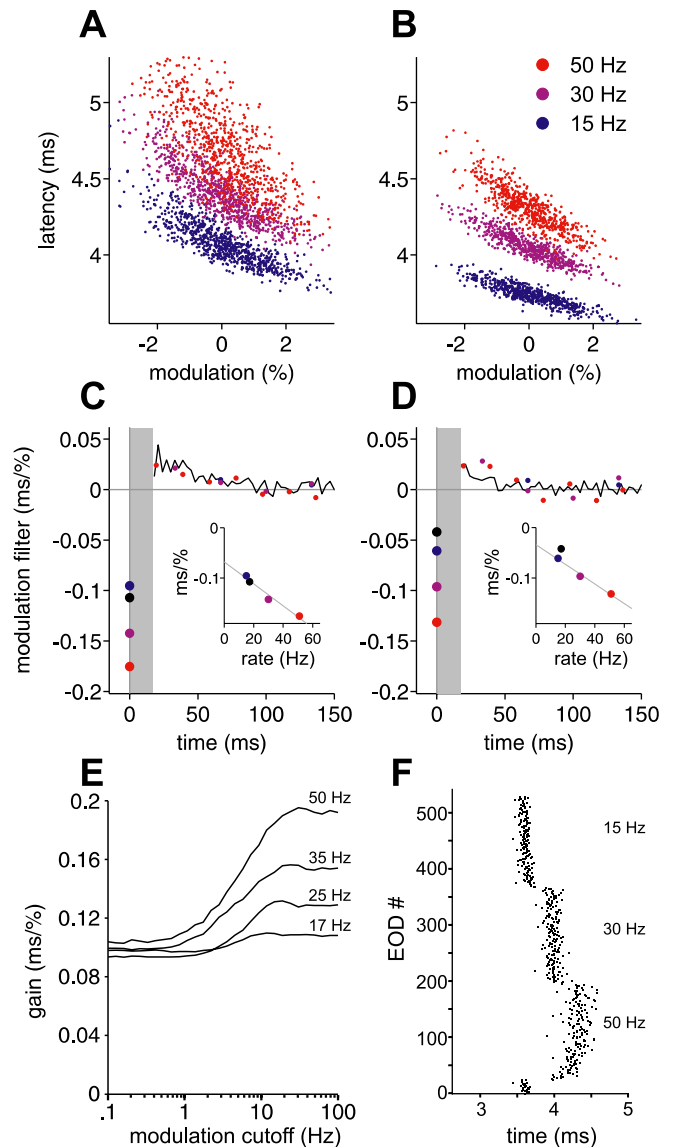 A
B
50 Hz
30 Hz
15 Hz
5
4.5
4
latency (ms)
-2
0
2
modulation (%)
5
4.5
4
-2
0
2
modulation (%)
C
D
0.05
0
-0.05
-0.1
-0.15
-0.2
modulation filter (ms/%)
0
50
100
150
time (ms)
0
-0.1
ms/%
0
20
40
60
rate (Hz)
0.05
0
-0.05
-0.1
-0.15
-0.2
0
50
100
150
time (ms)
0
-0.1
ms/%
0
20
40
60
rate (Hz)
E
F
0.2
0.16
0.12
0.08
0.04
0
gain (ms/%)
50 Hz
35 Hz
25 Hz
17 Hz
.1
1
10
100
modulation cutoff (Hz)
500
400
300
200
100
0
EOD #
15 Hz
30 Hz
50 Hz
3
4
5
time (ms)